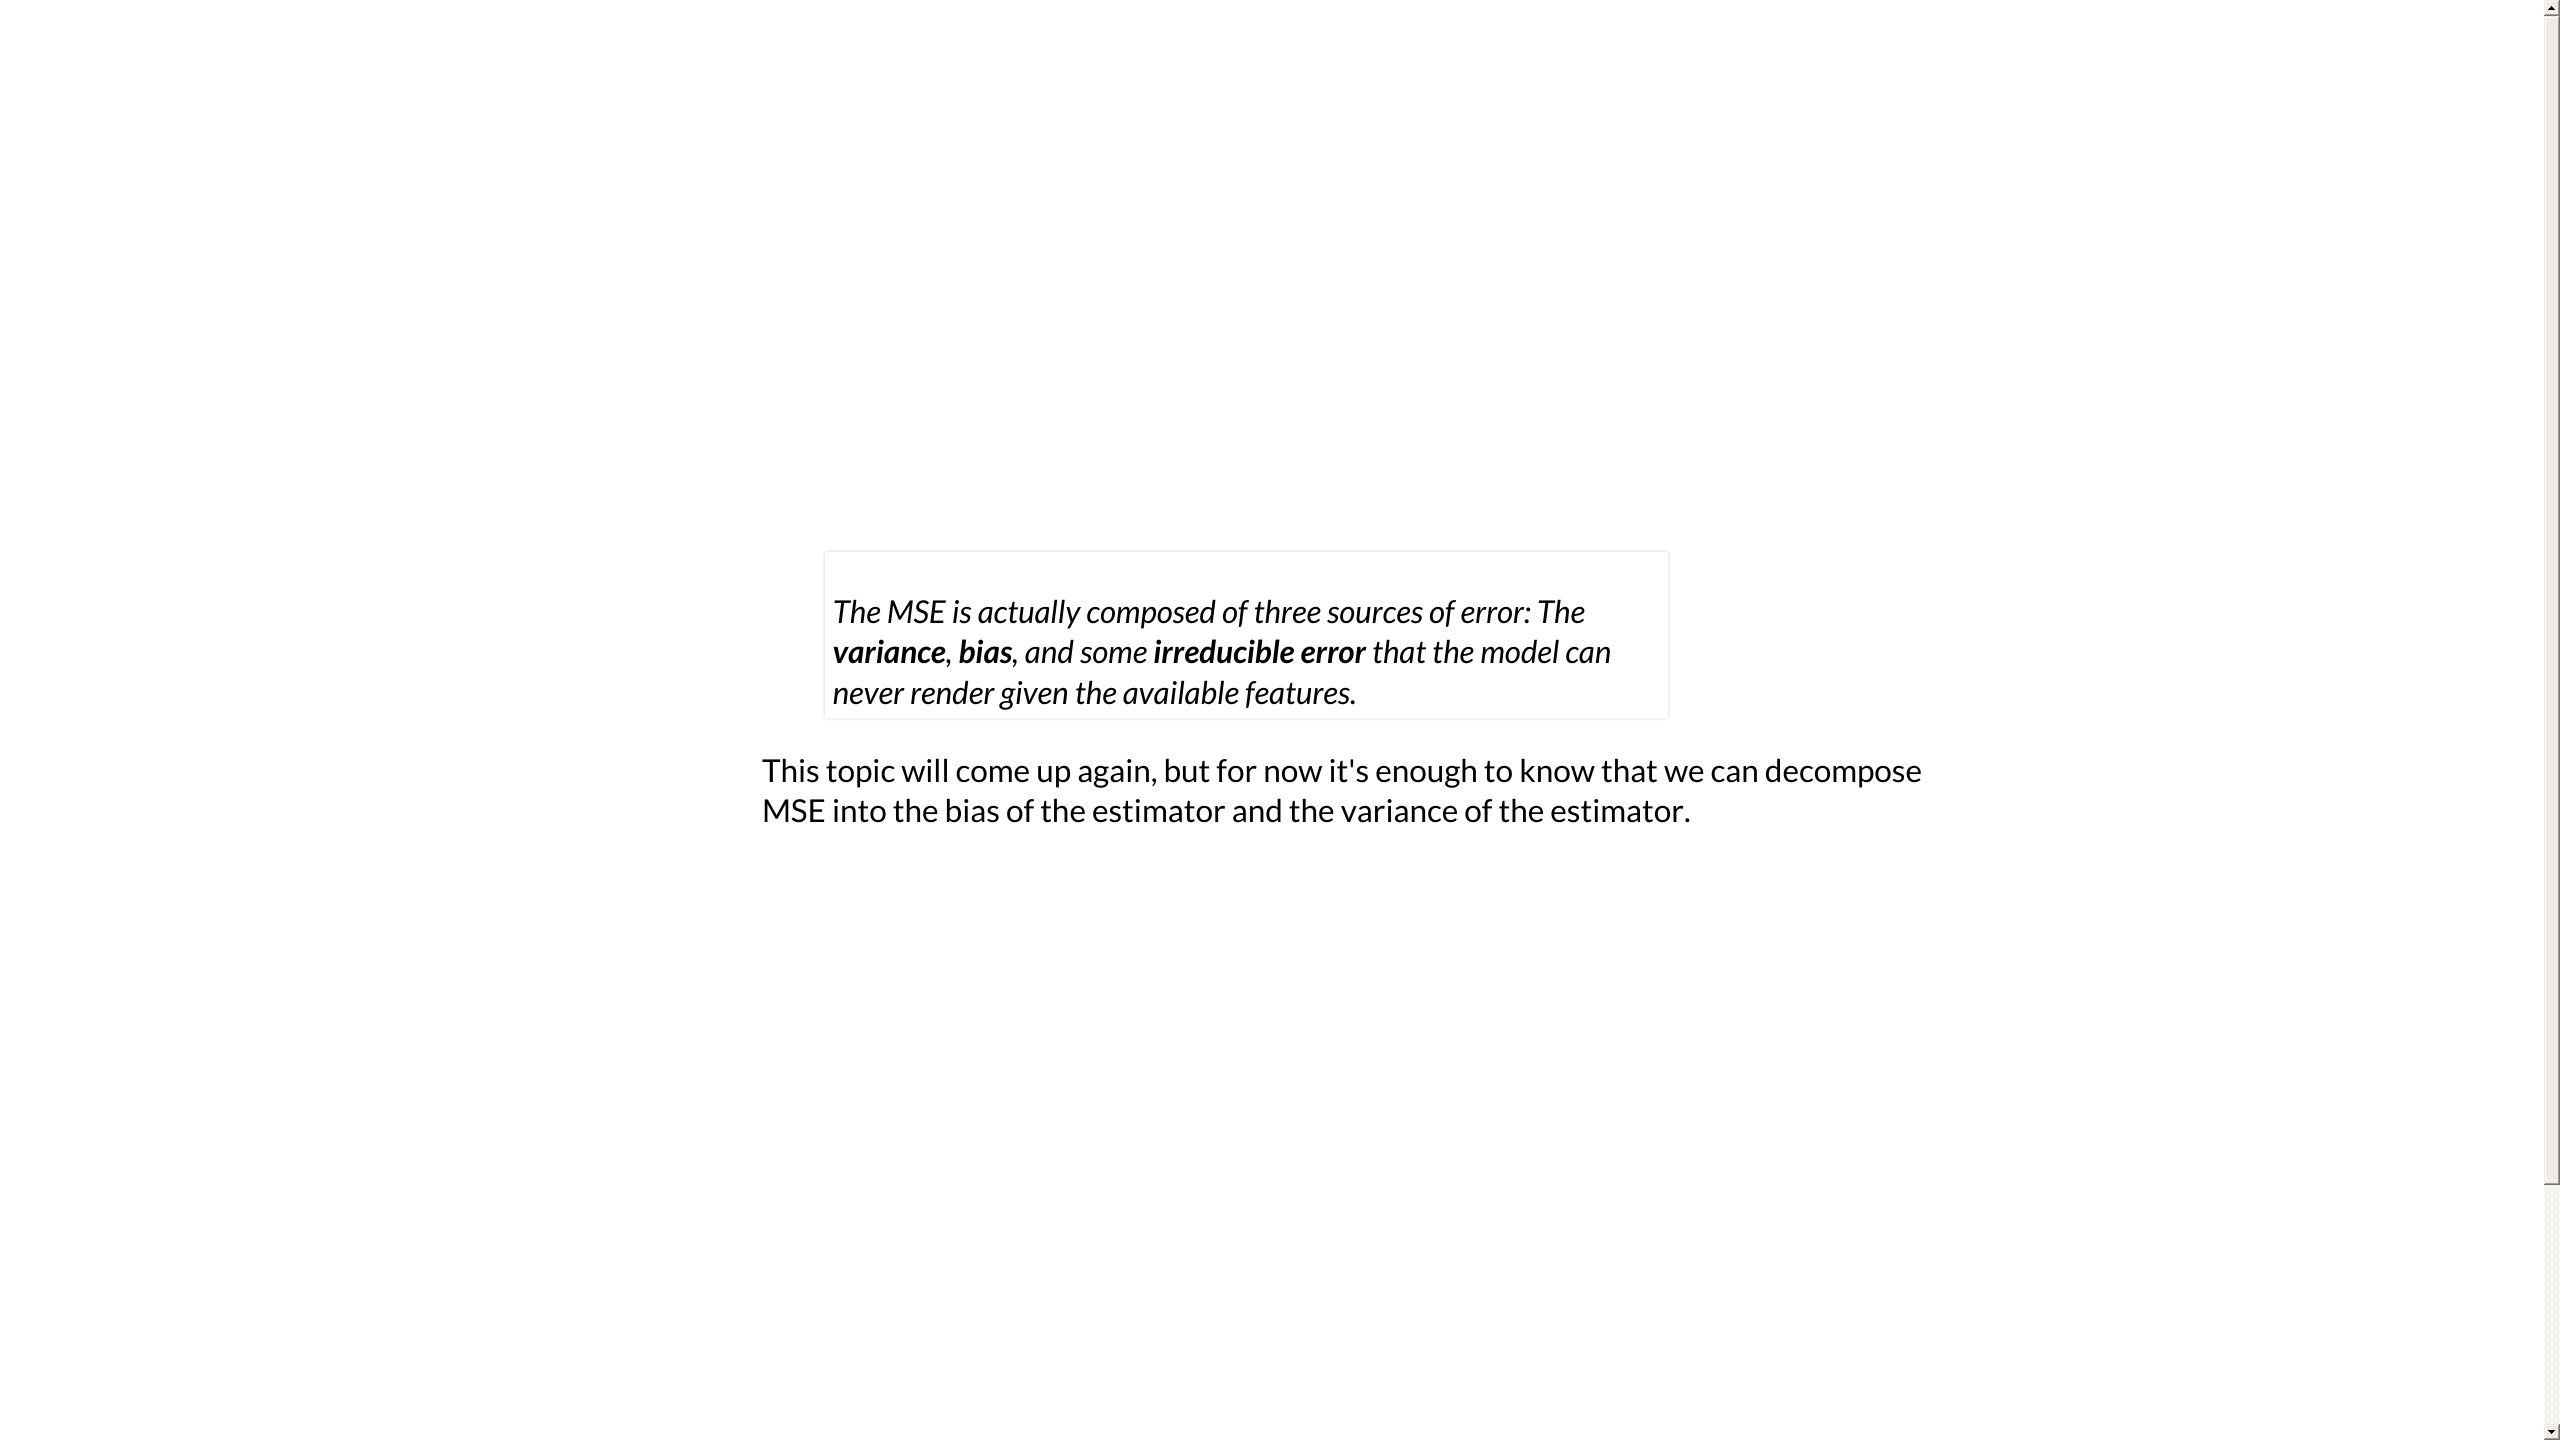 The MSE is actually composed of three sources of error: The
variance, bias, and some irreducible error that the model can
never render given the available features.
This topic will come up again, but for now it's enough to know that we can decompose
MSE into the bias of the estimator and the variance of the estimator.